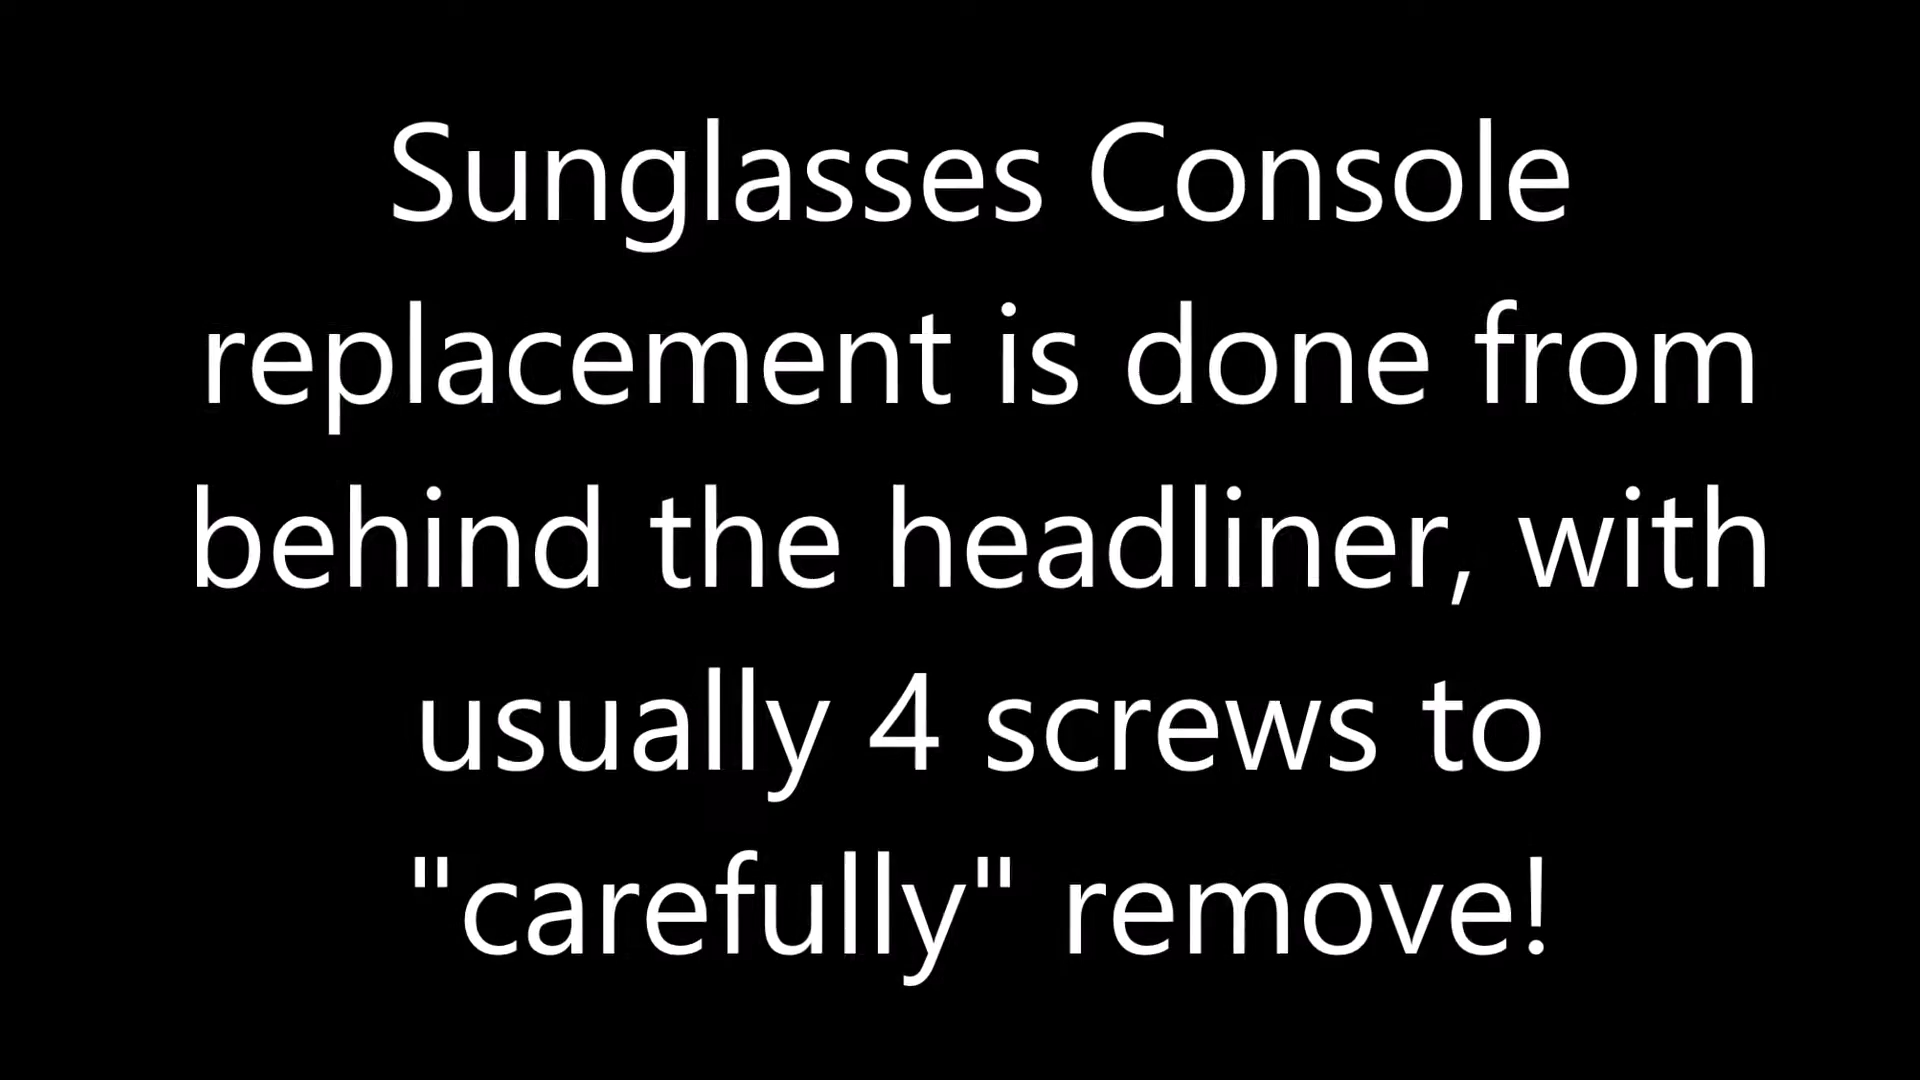 Sunglasses Console
replacement is done from
behind the headliner, with
usually 4 screws to
"carefully" remove!